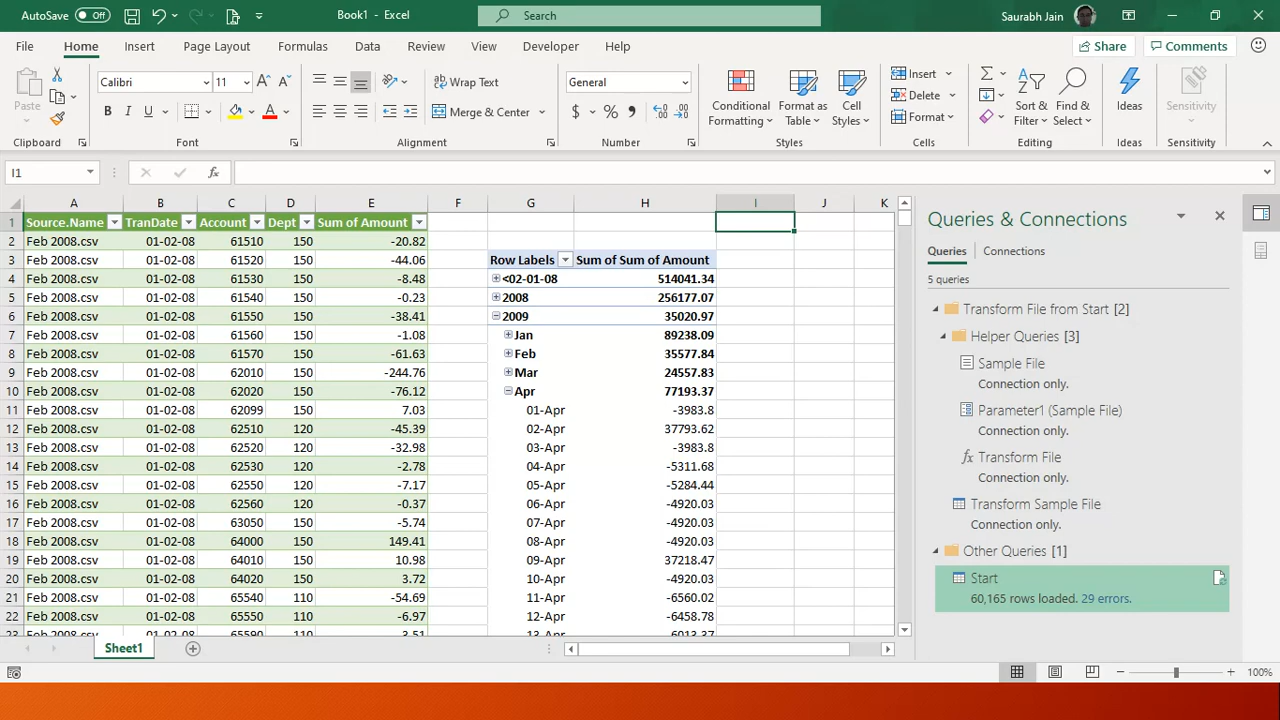 AutoSave Off Book1 - Excel Search Saurabh Jain
File Home Insert Page Layout Formulas Data Review View Developer Help Share Comments
Paste Calibri 11 Wrap Text General Conditional Formatting Format as Table Cell Styles Insert Sort & Filter Find & Select Ideas Sensitivity
B I U A Merge & Center $ % Delete
Format
Clipboard Font Alignment Number Styles Cells Editing Ideas Sensitivity
I1 fx
A B C D E F G H I J K
1 Source.Name TranDate Account Dept Sum of Amount
2 Feb 2008.csv 01-02-08 61510 150 -20.82
3 Feb 2008.csv 01-02-08 61520 150 -44.06 Row Labels Sum of Sum of Amount
4 Feb 2008.csv 01-02-08 61530 150 -8.48 <02-01-08 514041.34
5 Feb 2008.csv 01-02-08 61540 150 -0.23 2008 256177.07
6 Feb 2008.csv 01-02-08 61550 150 -38.41 2009 35020.97
7 Feb 2008.csv 01-02-08 61560 150 -1.08 Jan 89238.09
8 Feb 2008.csv 01-02-08 61570 150 -61.63 Feb 35577.84
9 Feb 2008.csv 01-02-08 62010 150 -244.76 Mar 24557.83
10 Feb 2008.csv 01-02-08 62020 150 -76.12 Apr 77193.37
11 Feb 2008.csv 01-02-08 62099 150 7.03 01-Apr -3983.8
12 Feb 2008.csv 01-02-08 62510 120 -45.39 02-Apr 37793.62
13 Feb 2008.csv 01-02-08 62520 120 -32.98 03-Apr -3983.8
14 Feb 2008.csv 01-02-08 62530 120 -2.78 04-Apr -5311.68
15 Feb 2008.csv 01-02-08 62550 120 -7.17 05-Apr -5284.44
16 Feb 2008.csv 01-02-08 62560 120 -0.37 06-Apr -4920.03
17 Feb 2008.csv 01-02-08 63050 150 -5.74 07-Apr -4920.03
18 Feb 2008.csv 01-02-08 64000 150 149.41 08-Apr -4920.03
19 Feb 2008.csv 01-02-08 64010 150 10.98 09-Apr 37218.47
20 Feb 2008.csv 01-02-08 64020 150 3.72 10-Apr -4920.03
21 Feb 2008.csv 01-02-08 65540 110 -54.69 11-Apr -6560.02
22 Feb 2008.csv 01-02-08 65550 110 -6.97 12-Apr -6458.78
23 Feb 2008.csv 01-02-08 65590 110 13-Apr -6013.37
Queries & Connections
Queries Connections
5 queries
Transform File from Start [2]
Helper Queries [3]
Sample File
Connection only.
Parameter1 (Sample File)
Connection only.
fx Transform File
Connection only.
Transform Sample File
Connection only.
Other Queries [1]
Start
60,165 rows loaded. 29 errors.
Sheet1
100%